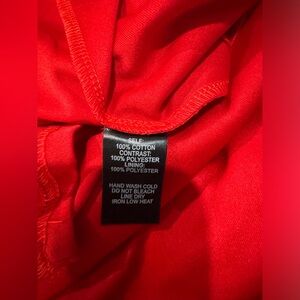 SELF:
100% COTTON
CONTRAST:
100% POLYESTER
LINING:
100% POLYESTER
HAND WASH COLD
DO NOT BLEACH
LINE DRY
IRON LOW HEAT